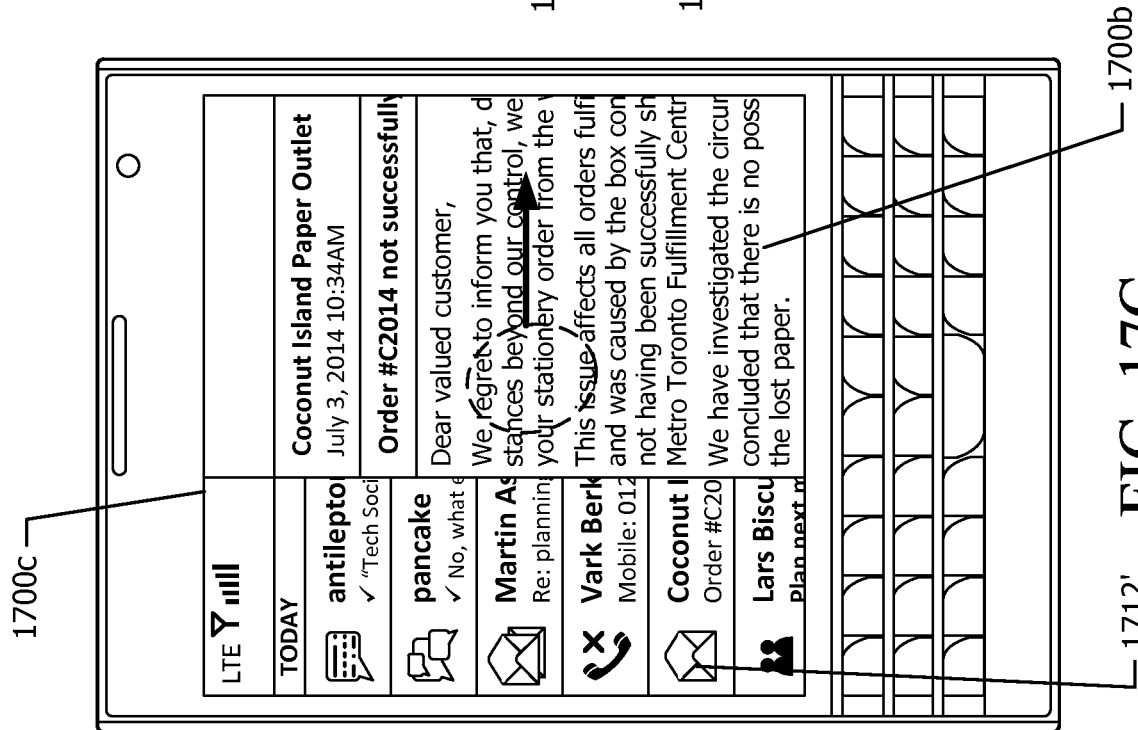 1700c
LTE
TODAY
antilepto
✓ "Tech Soci
pancake
✓ No, what e
Martin As
Re: planning
Vark Berk
Mobile: 012
Coconut I
Order #C20
Lars Biscu
Plan next m
Coconut Island Paper Outlet
July 3, 2014 10:34AM
Order #C2014 not successfully
Dear valued customer,
We regret to inform you that, d
stances beyond our control, we
your stationery order from the
This issue affects all orders fulfi
and was caused by the box con
not having been successfully sh
Metro Toronto Fulfillment Centr
We have investigated the circur
concluded that there is no poss
the lost paper.
1700b
1712'
FIG. 17C